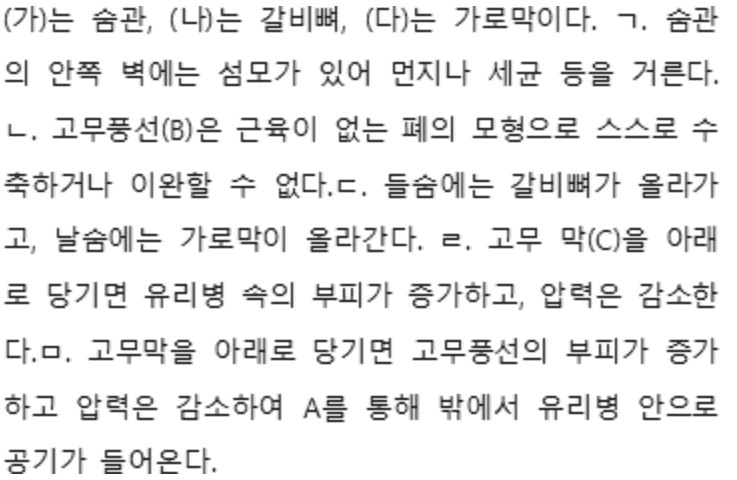 (가)는 숨관, (나)는 갈비뼈, (다)는 가로막이다. ㄱ. 숨관
의 안쪽 벽에는 섬모가 있어 먼지나 세균 등을 거른다.
ㄴ. 고무풍선(B)은 근육이 없는 폐의 모형으로 스스로 수
축하거나 이완할 수 없다.ㄷ. 들숨에는 갈비뼈가 올라가
고, 날숨에는 가로막이 올라간다. ㄹ. 고무 막(C)을 아래
로 당기면 유리병 속의 부피가 증가하고, 압력은 감소한
다.ㅁ. 고무막을 아래로 당기면 고무풍선의 부피가 증가
하고 압력은 감소하여 A를 통해 밖에서 유리병 안으로
공기가 들어온다.